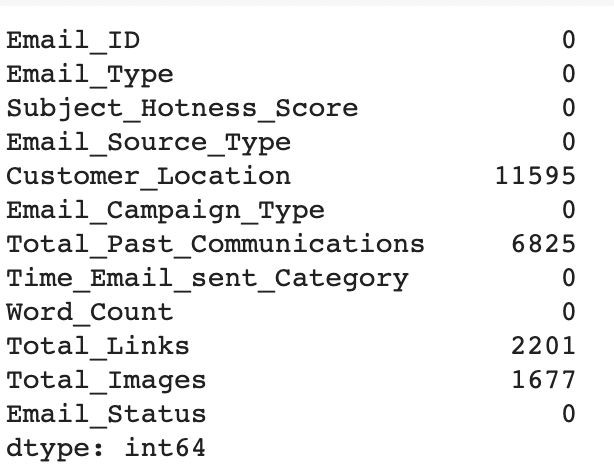 Email_ID 0
Email_Type 0
Subject_Hotness_Score 0
Email_Source_Type 0
Customer_Location 11595
Email_Campaign_Type 0
Total_Past_Communications 6825
Time_Email_sent_Category 0
Word_Count 0
Total_Links 2201
Total_Images 1677
Email_Status 0
dtype: int64